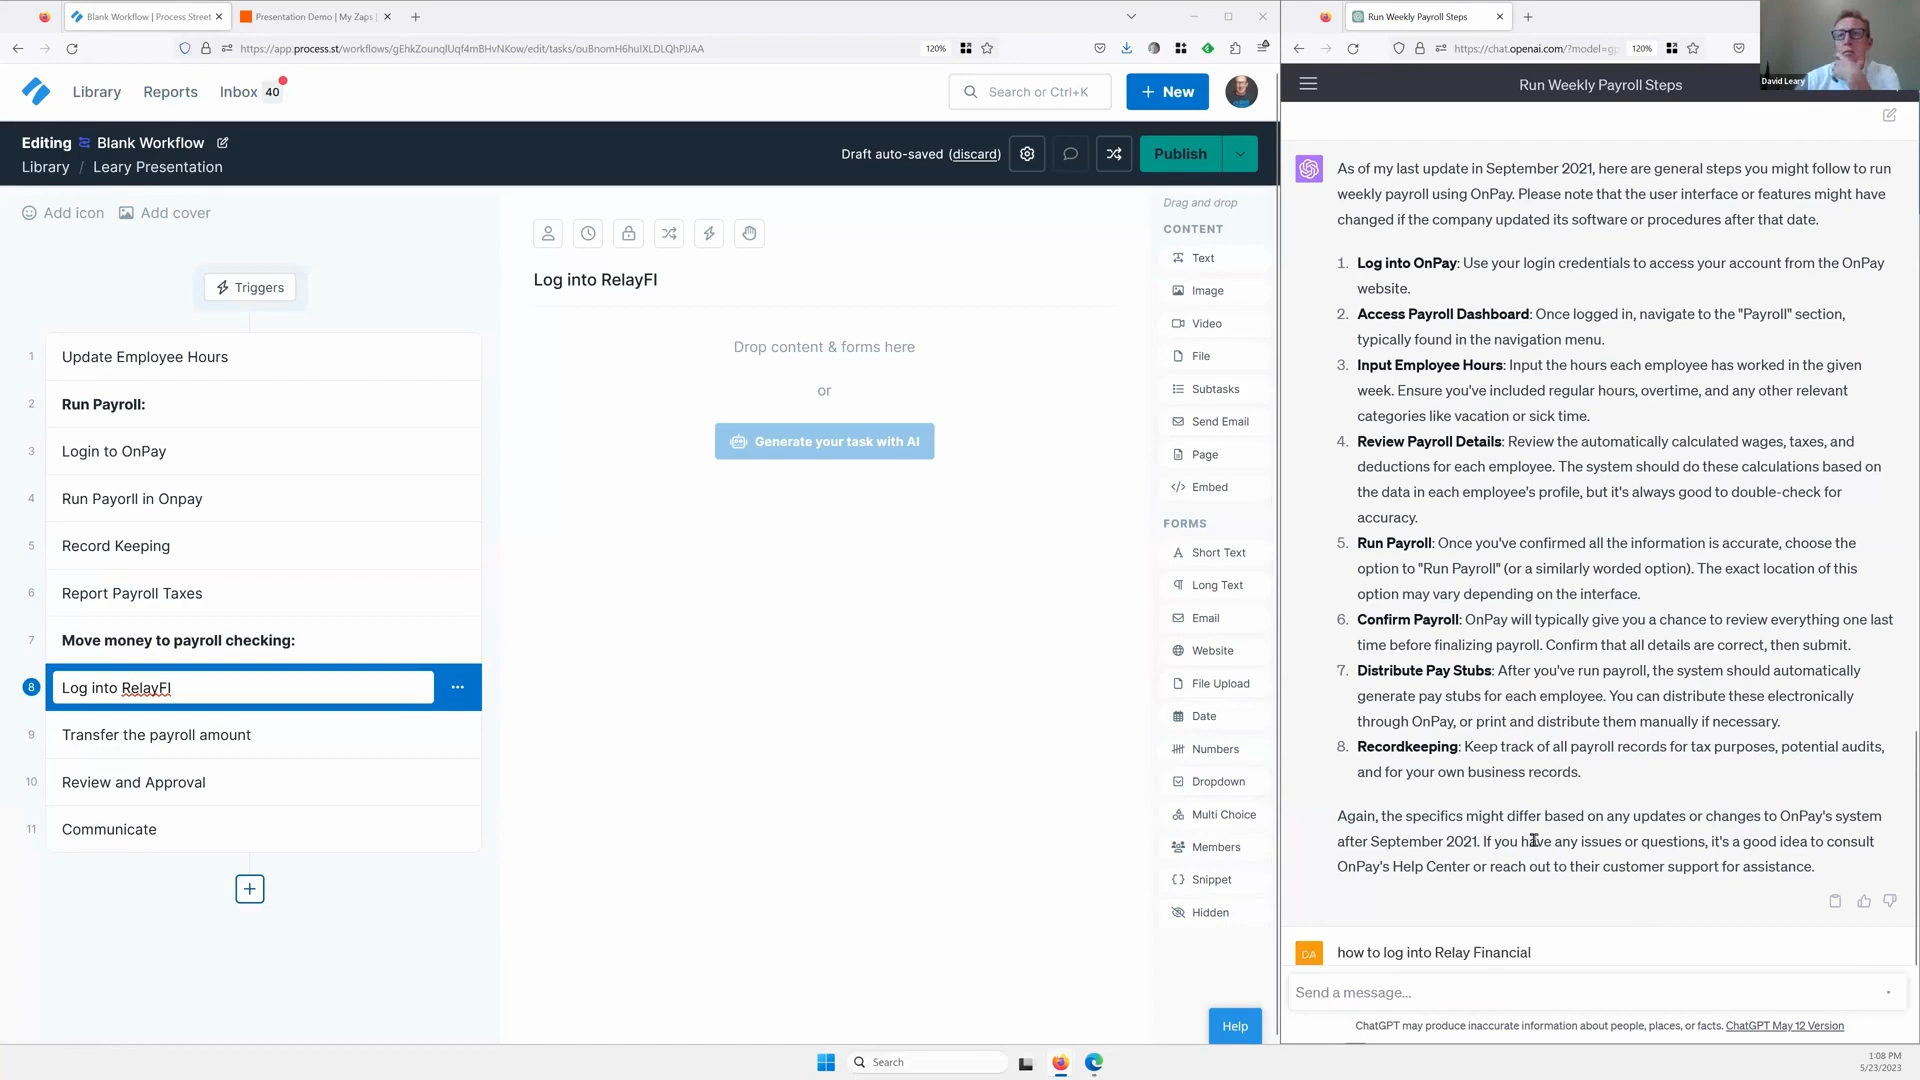 Blank Workflow | Process Street
Presentation Demo | My Zaps |
https://app.process.st/workflows/gEhkZounqlUqf4mBHvNKow/edit/tasks/ouBnomH6huIXLDLQhPJJAA
120%
Library
Reports
Inbox 40
Search or Ctrl+K
+ New
Editing Blank Workflow
Library / Leary Presentation
Draft auto-saved (discard)
Publish
Add icon
Add cover
Triggers
1 Update Employee Hours
2 Run Payroll:
3 Login to OnPay
4 Run Payorll in Onpay
5 Record Keeping
6 Report Payroll Taxes
7 Move money to payroll checking:
8 Log into RelayFI
9 Transfer the payroll amount
10 Review and Approval
11 Communicate
+
Log into RelayFI
Drop content & forms here
or
Generate your task with AI
Drag and drop
CONTENT
Text
Image
Video
File
Subtasks
Send Email
Page
Embed
FORMS
Short Text
Long Text
Email
Website
File Upload
Date
Numbers
Dropdown
Multi Choice
Members
Snippet
Hidden
Help
Run Weekly Payroll Steps
https://chat.openai.com/?model=gp
120%
David Leary
Run Weekly Payroll Steps
As of my last update in September 2021, here are general steps you might follow to run
weekly payroll using OnPay. Please note that the user interface or features might have
changed if the company updated its software or procedures after that date.
1. Log into OnPay: Use your login credentials to access your account from the OnPay
website.
2. Access Payroll Dashboard: Once logged in, navigate to the "Payroll" section,
typically found in the navigation menu.
3. Input Employee Hours: Input the hours each employee has worked in the given
week. Ensure you've included regular hours, overtime, and any other relevant
categories like vacation or sick time.
4. Review Payroll Details: Review the automatically calculated wages, taxes, and
deductions for each employee. The system should do these calculations based on
the data in each employee's profile, but it's always good to double-check for
accuracy.
5. Run Payroll: Once you've confirmed all the information is accurate, choose the
option to "Run Payroll" (or a similarly worded option). The exact location of this
option may vary depending on the interface.
6. Confirm Payroll: OnPay will typically give you a chance to review everything one last
time before finalizing payroll. Confirm that all details are correct, then submit.
7. Distribute Pay Stubs: After you've run payroll, the system should automatically
generate pay stubs for each employee. You can distribute these electronically
through OnPay, or print and distribute them manually if necessary.
8. Recordkeeping: Keep track of all payroll records for tax purposes, potential audits,
and for your own business records.
Again, the specifics might differ based on any updates or changes to OnPay's system
after September 2021. If you have any issues or questions, it's a good idea to consult
OnPay's Help Center or reach out to their customer support for assistance.
DA how to log into Relay Financial
Send a message...
ChatGPT may produce inaccurate information about people, places, or facts. ChatGPT May 12 Version
Search
1:08 PM
5/23/2023